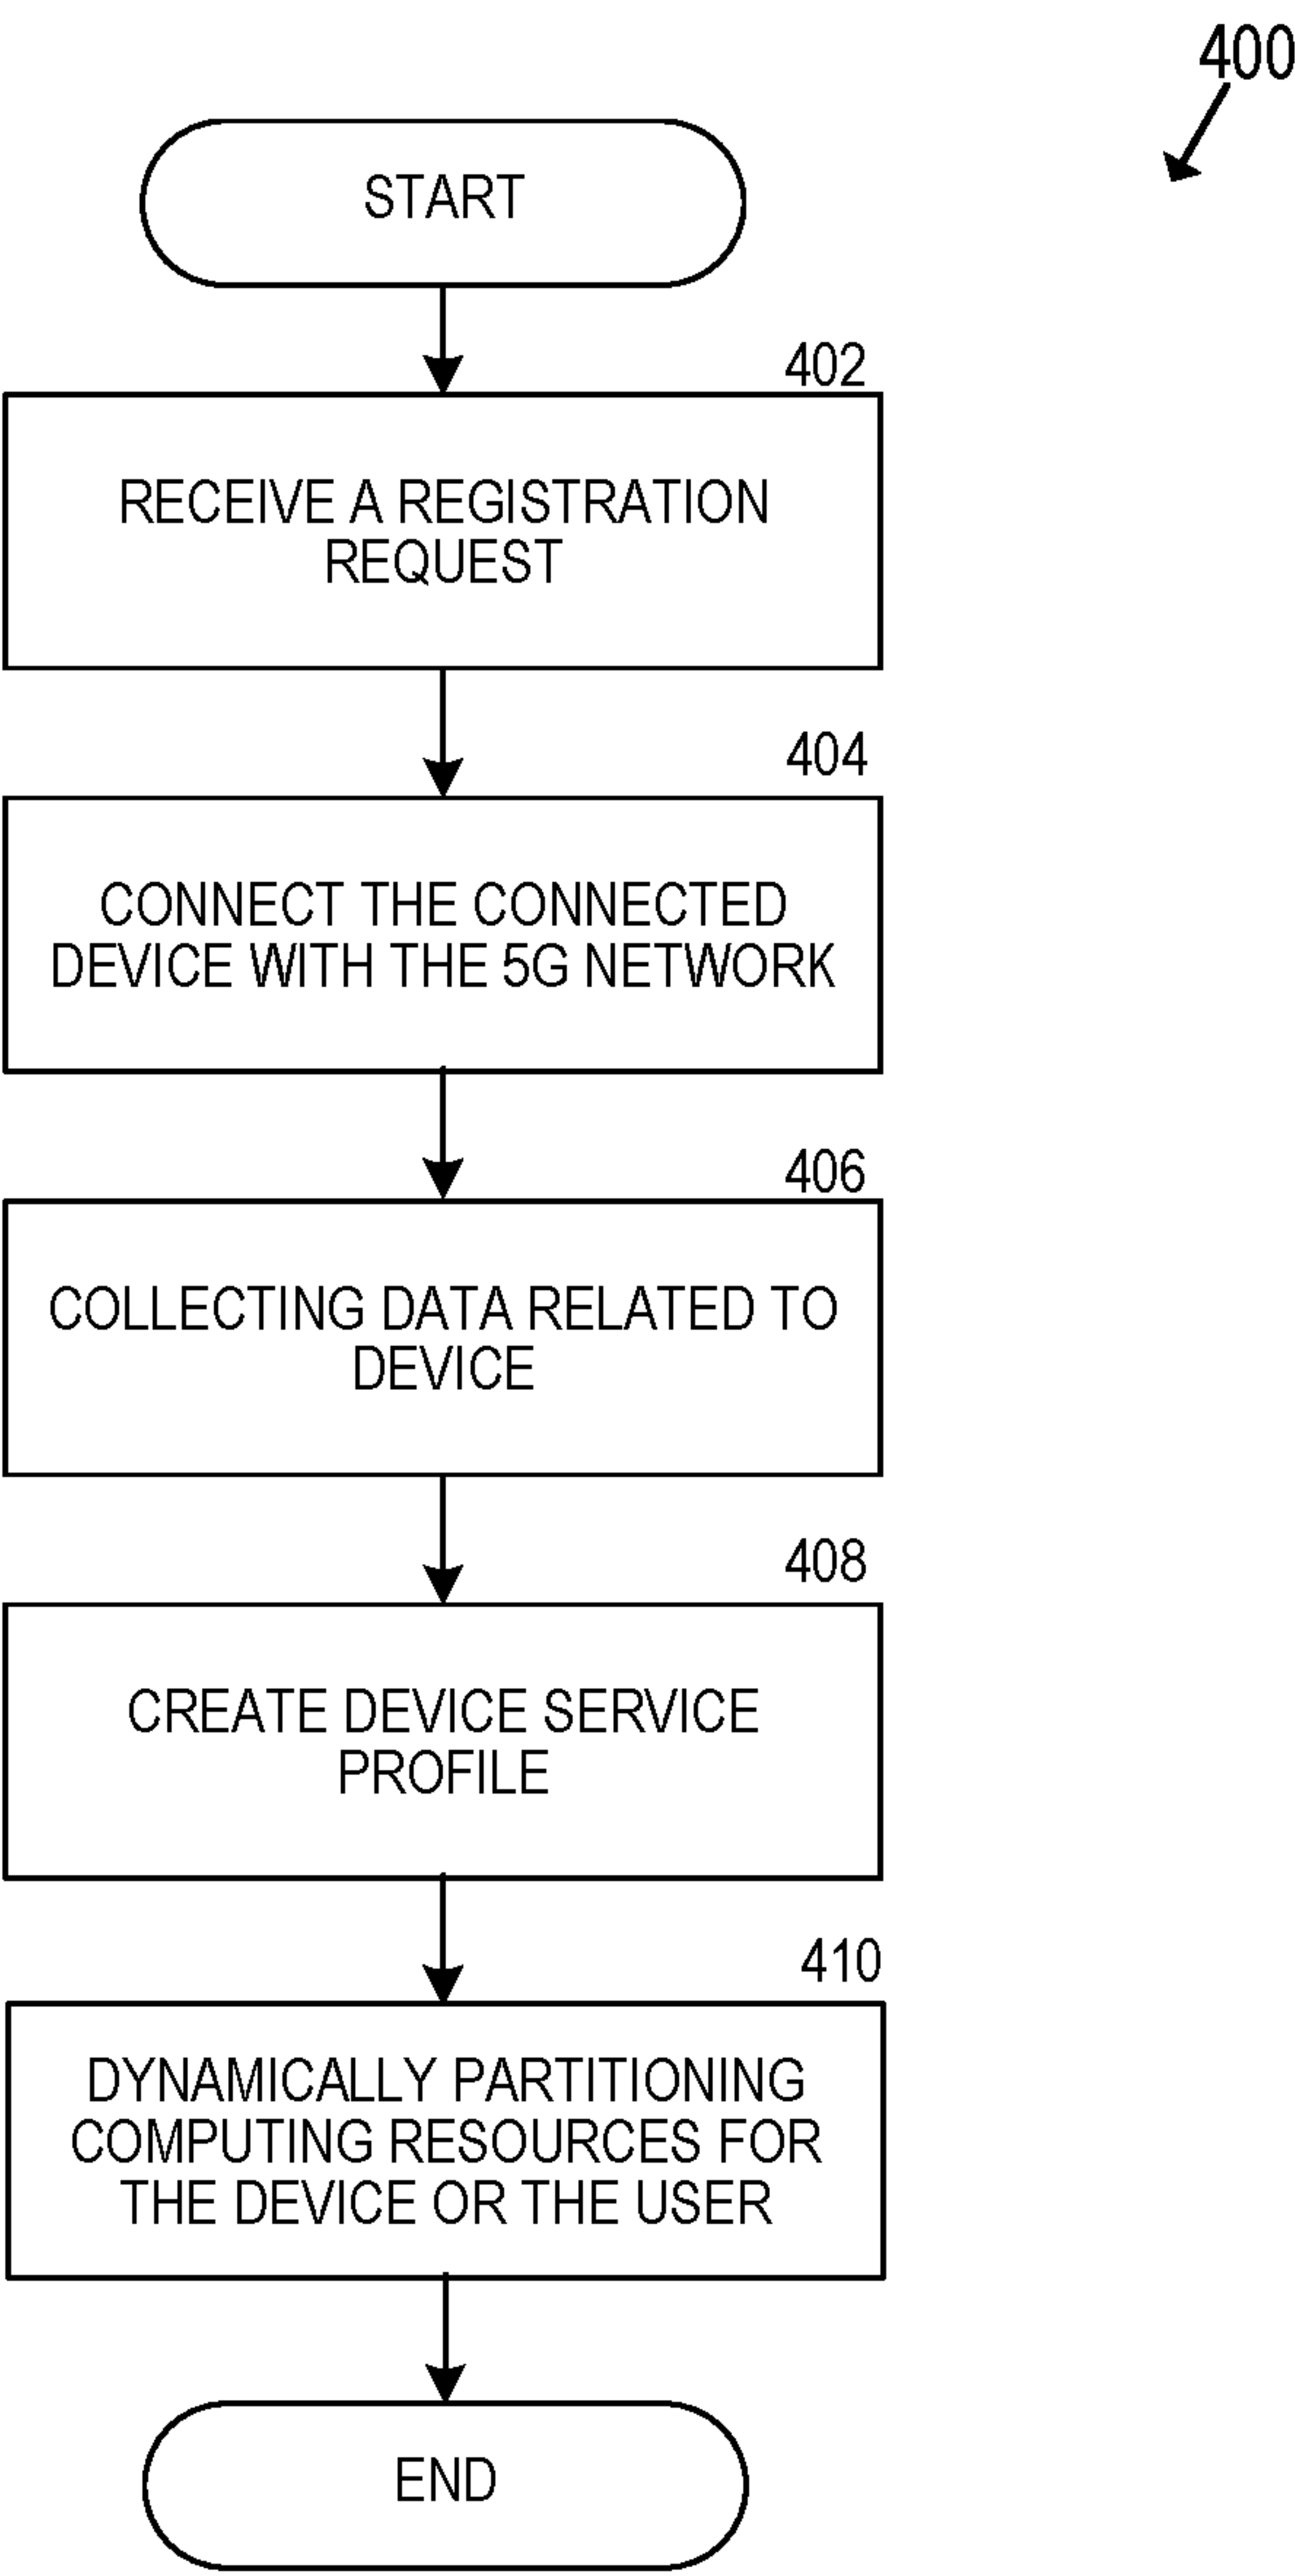 400
START
402
RECEIVE A REGISTRATION
REQUEST
404
CONNECT THE CONNECTED
DEVICE WITH THE 5G NETWORK
406
COLLECTING DATA RELATED TO
DEVICE
408
CREATE DEVICE SERVICE
PROFILE
410
DYNAMICALLY PARTITIONING
COMPUTING RESOURCES FOR
THE DEVICE OR THE USER
END